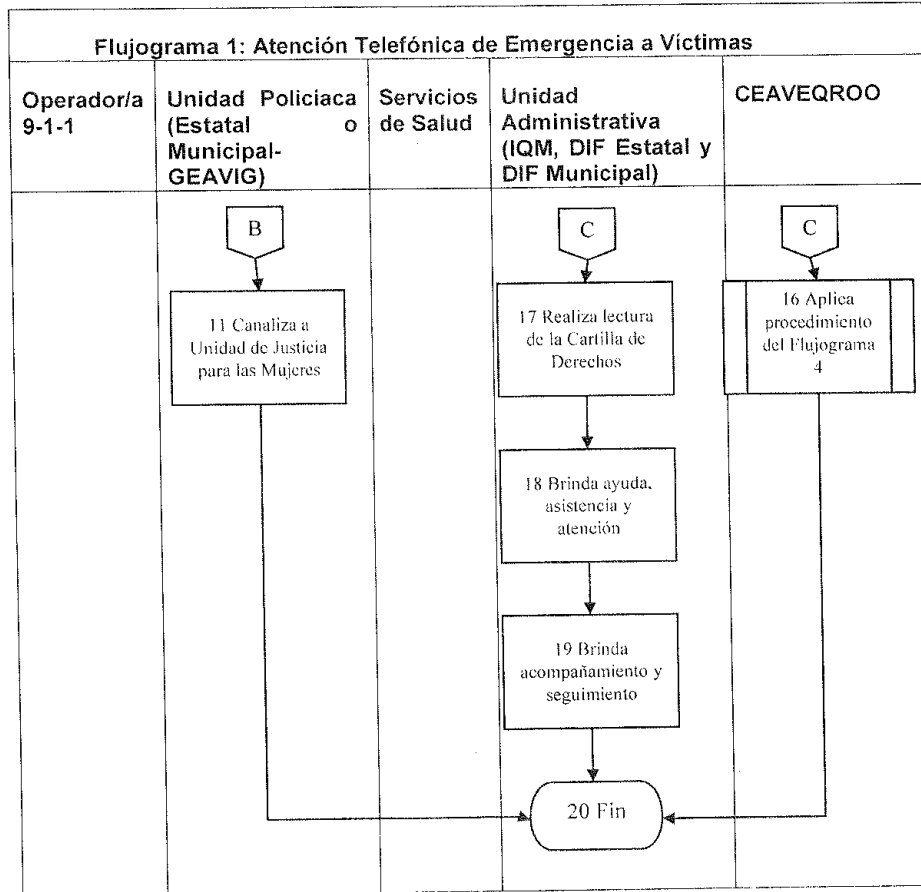 Flujograma 1: Atención Telefónica de Emergencia a Víctimas
Operador/a
9-1-1
Unidad Policiaca
(Estatal o
Municipal-
GEAVIG)
Servicios
de Salud
Unidad
Administrativa
(IQM, DIF Estatal y
DIF Municipal)
CEAVEQROO
B
C
C
11 Canaliza a
Unidad de Justicia
para las Mujeres
17 Realiza lectura
de la Cartilla de
Derechos
16 Aplica
procedimiento
del Flujograma
4
18 Brinda ayuda,
asistencia y
atención
19 Brinda
acompañamiento y
seguimiento
20 Fin